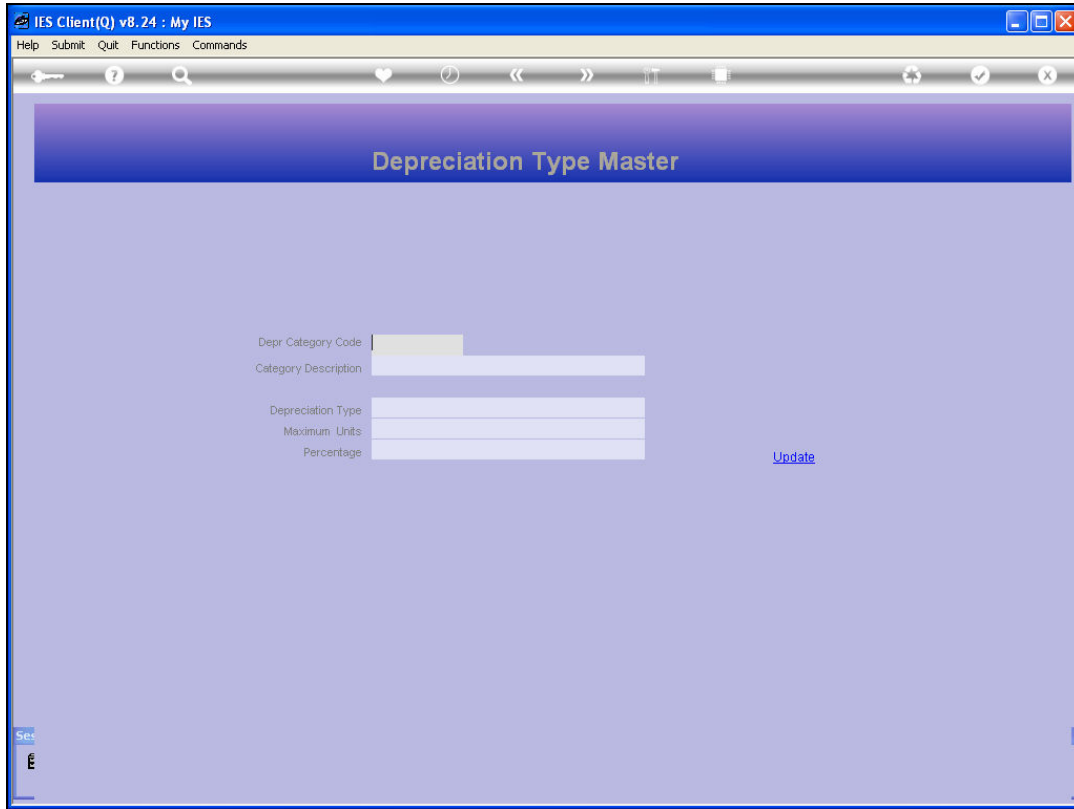 IES Client(Q) v8.24 : My IES
Help Submit Quit Functions Commands
Depreciation Type Master
Depr Category Code
Category Description
Depreciation Type
Maximum Units
Percentage
Update
Ses